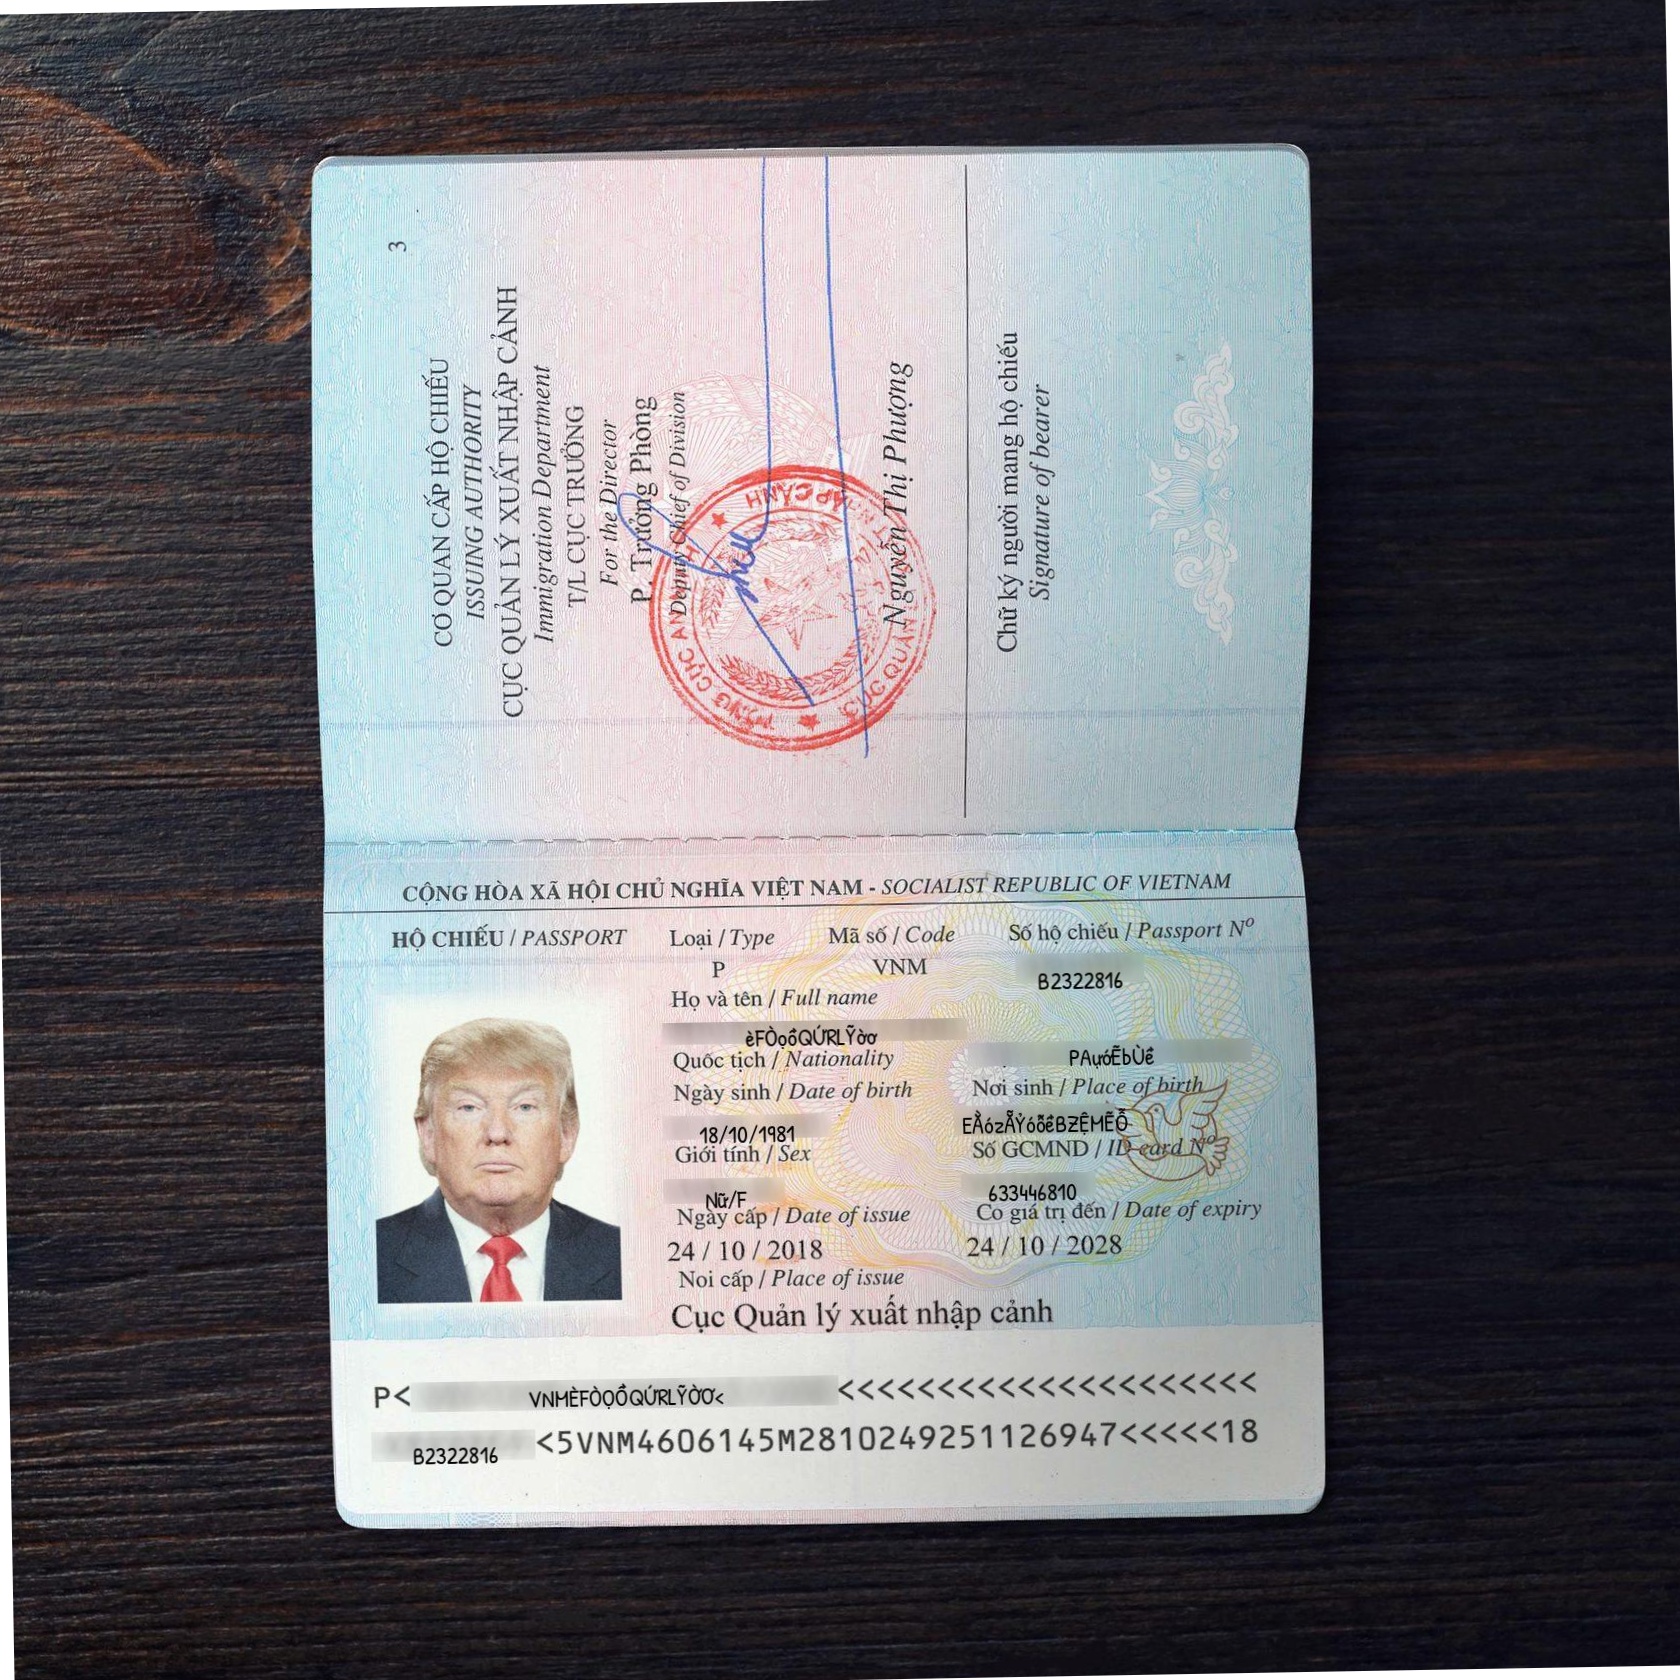 3
CƠ QUAN CẤP HỘ CHIẾU
ISSUING AUTHORITY
CỤC QUẢN LÝ XUẤT NHẬP CẢNH
Immigration Department
T/L CỤC TRƯỞNG
For the Director
P. Trưởng Phòng
Deputy Chief of Division
Nguyễn Thị Phượng
Chữ ký người mang hộ chiếu
Signature of bearer
CỘNG HÒA XÃ HỘI CHỦ NGHĨA VIỆT NAM - SOCIALIST REPUBLIC OF VIETNAM
HỘ CHIẾU / PASSPORT Loại / Type Mã số / Code Số hộ chiếu / Passport Nº
P VNM B2322816
Họ và tên / Full name
èFÒọồQỨRLỸờơ
Quốc tịch / Nationality PAựóẼbÙề
Ngày sinh / Date of birth Nơi sinh / Place of birth
18/10/1981
Giới tính / Sex Số GCMND / ID card Nº
Nữ/F 633446810
Ngày cấp / Date of issue Có giá trị đến / Date of expiry
24 / 10 / 2018 24 / 10 / 2028
Noi cấp / Place of issue
Cục Quản lý xuất nhập cảnh
P< VNMÈFÒỌỒQỨRLỸỜƠ< <<<<<<<<<<<<<<<<<<<<<
B2322816 <5VNM4606145M2810249251126947<<<<<18